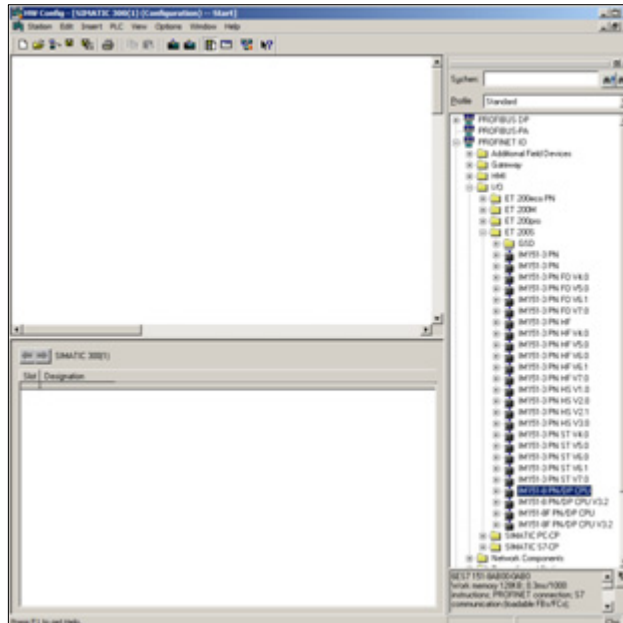 HW Config - [SIMATIC 300(1) (Configuration) -- Start]
Station Edit Insert PLC View Options Window Help
Profile Standard
PROFIBUS DP
PROFIBUS-PA
PROFINET IO
Additional Field Devices
Gateway
HMI
I/O
ET 200eco PN
ET 200M
ET 200pro
ET 200S
GSD
IM151-3 PN
IM151-3 PN
IM151-3 PN FO V4.0
IM151-3 PN FO V5.0
IM151-3 PN FO V6.1
IM151-3 PN FO V7.0
IM151-3 PN HF
IM151-3 PN HF V4.0
IM151-3 PN HF V5.0
IM151-3 PN HF V6.0
IM151-3 PN HF V6.1
IM151-3 PN HF V7.0
IM151-3 PN HS V1.0
IM151-3 PN HS V2.0
IM151-3 PN HS V2.1
IM151-3 PN HS V3.0
IM151-3 PN ST V4.0
IM151-3 PN ST V5.0
IM151-3 PN ST V6.0
IM151-3 PN ST V6.1
IM151-3 PN ST V7.0
IM151-8 PN/DP CPU
IM151-8 PN/DP CPU V3.2
IM151-8F PN/DP CPU
IM151-8F PN/DP CPU V3.2
SIMATIC PC-CP
SIMATIC S7-CP
Network Components
SIMATIC 300(1)
Slot Designation
6ES7 151-8AB00-0AB0
Work memory 128KB; 0.3ms/1000
instructions; PROFINET connection; S7
communication (loadable FBs/FCs);
Press F1 to get Help.
Chg